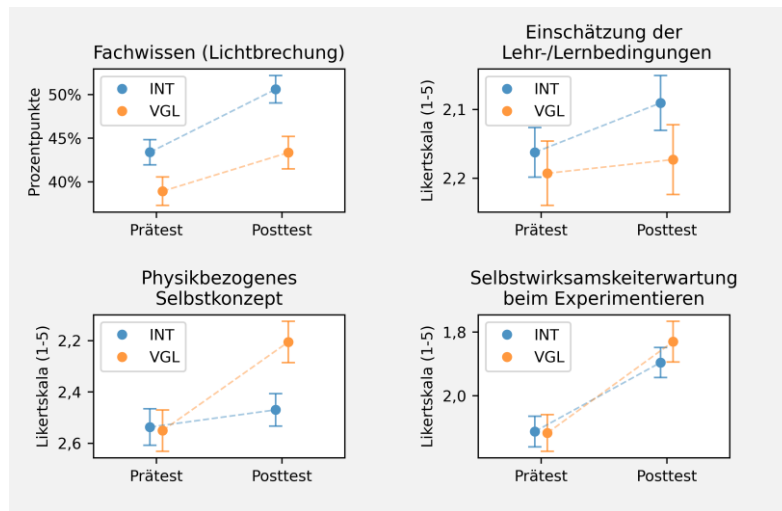 Fachwissen (Lichtbrechung)
Prozentpunkte
50%
45%
40%
INT
VGL
Prätest
Posttest
Einschätzung der
Lehr-/Lernbedingungen
Likertskala (1-5)
2,1
2,2
INT
VGL
Prätest
Posttest
Physikbezogenes
Selbstkonzept
Likertskala (1-5)
2,2
2,4
2,6
INT
VGL
Prätest
Posttest
Selbstwirksamskeiterwartung
beim Experimentieren
Likertskala (1-5)
1.8
2.0
INT
VGL
Prätest
Posttest